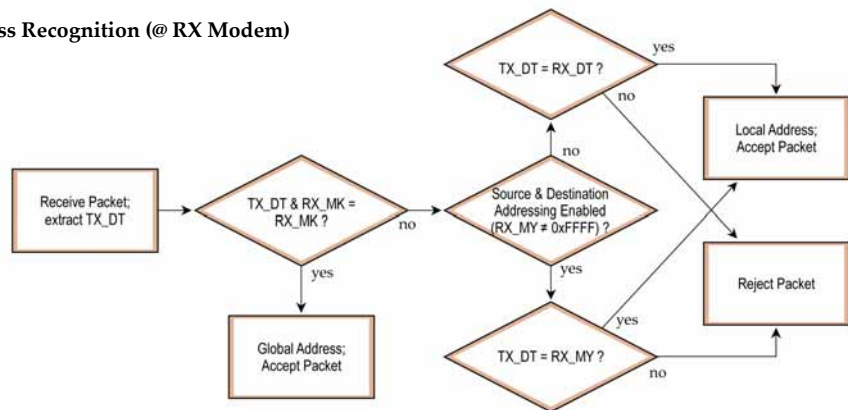 ss Recognition (@ RX Modem)
TX_DT = RX_DT ?
yes
no
Local Address;
Accept Packet
no
Receive Packet;
extract TX_DT
TX_DT & RX_MK =
RX_MK ?
no
Source & Destination
Addressing Enabled
(RX_MY ≠ 0xFFFF) ?
yes
yes
Reject Packet
Global Address;
Accept Packet
TX_DT = RX_MY ?
yes
no